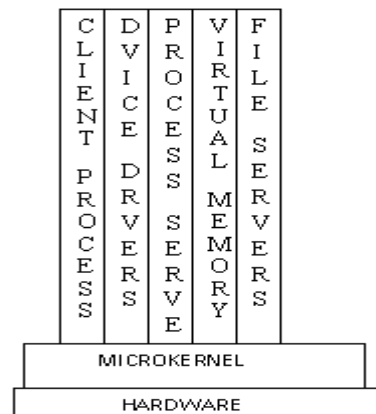 CLIENT PROCESS
DVICE DRVERS
PROCESS SERVE
VIRTUAL MEMORY
FILE SERVERS
MICROKERNEL
HARDWARE